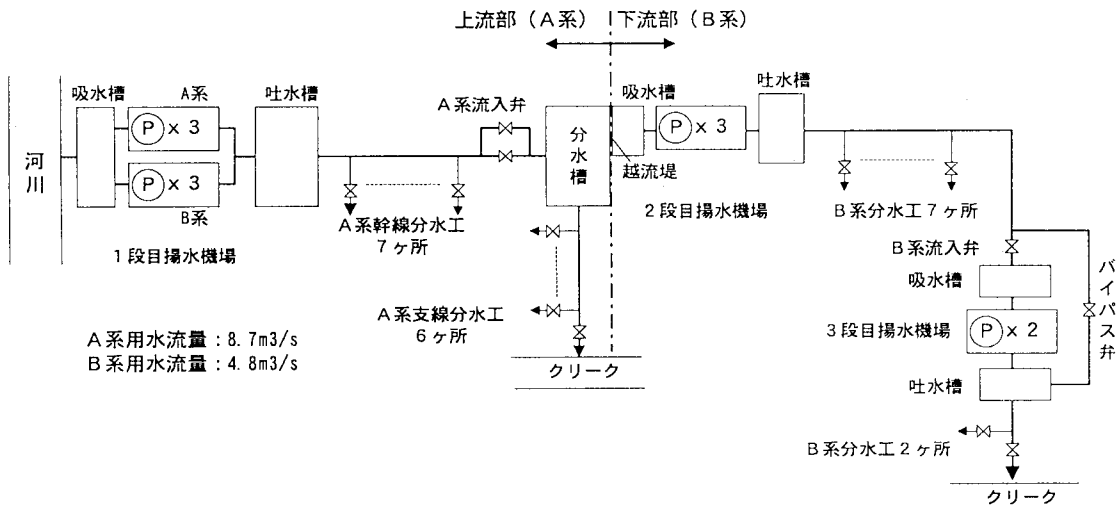 上流部(A系)
下流部(B系)
河川
吸水槽
A系
P x 3
B系
P x 3
吐水槽
1段目揚水機場
A系幹線分水工
7ヶ所
A系流入弁
分水槽
吸水槽
P x 3
越流堤
吐水槽
2段目揚水機場
A系支線分水工
6ヶ所
クリーク
B系分水工7ヶ所
B系流入弁
吸水槽
3段目揚水機場
P x 2
バイパス弁
吐水槽
B系分水工2ヶ所
クリーク
A系用水流量:8.7m3/s
B系用水流量:4.8m3/s